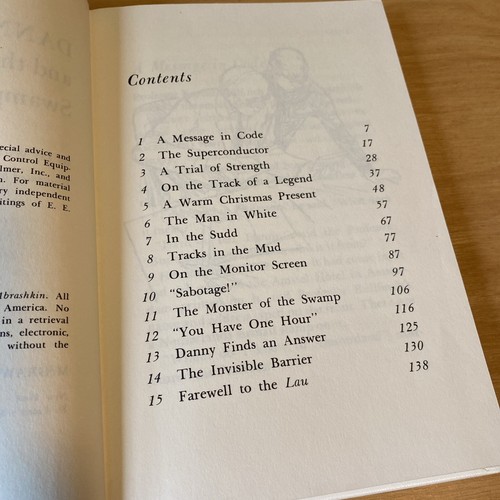 DANN
and th
Swamp
ecial advice and
Control Equip-
lmer, Inc., and
n. For material
ry independent
itings of E. E.
Abrashkin. All
America. No
in a retrieval
ns, electronic,
without the
Contents
1 A Message in Code 7
2 The Superconductor 17
3 A Trial of Strength 28
4 On the Track of a Legend 37
5 A Warm Christmas Present 48
6 The Man in White 57
7 In the Sudd 67
8 Tracks in the Mud 77
9 On the Monitor Screen 87
10 "Sabotage!" 97
11 The Monster of the Swamp 106
12 "You Have One Hour" 116
13 Danny Finds an Answer 125
14 The Invisible Barrier 130
15 Farewell to the Lau 138